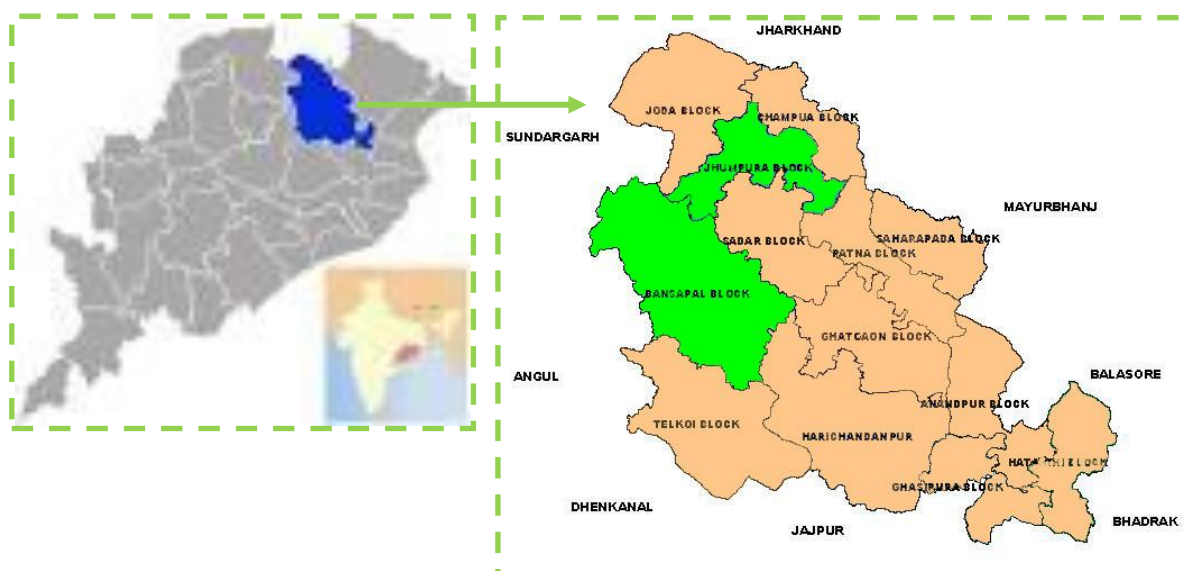 JHARKHAND
JODA BLOCK
CHAMPUA BLOCK
SUNDARGARH
JHUMPURA BLOCK
MAYURBHANJ
SADAR BLOCK
SAHARAPADA BLOCK
PATNA BLOCK
BANSAPAL BLOCK
GHATGAON BLOCK
ANGUL
BALASORE
ANANDPUR BLOCK
TELKOI BLOCK
HARICHANDANPUR
BLOCK
GHASIPURA BLOCK
DHENKANAL
JAJPUR
BHADRAK